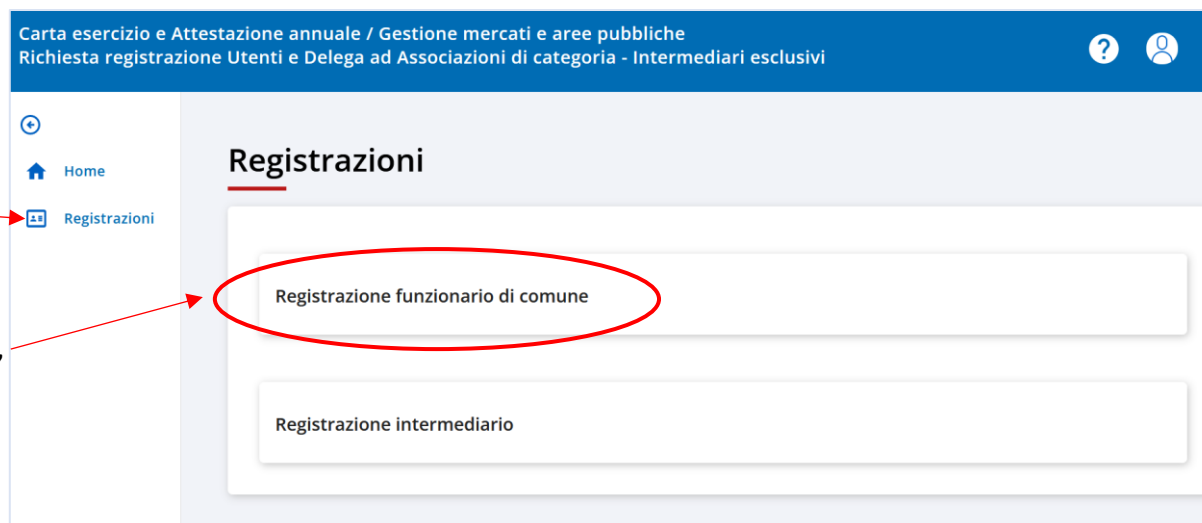 Carta esercizio e Attestazione annuale / Gestione mercati e aree pubbliche
Richiesta registrazione Utenti e Delega ad Associazioni di categoria - Intermediari esclusivi
?
Home
Registrazioni
Registrazioni
Registrazione funzionario di comune
Registrazione intermediario